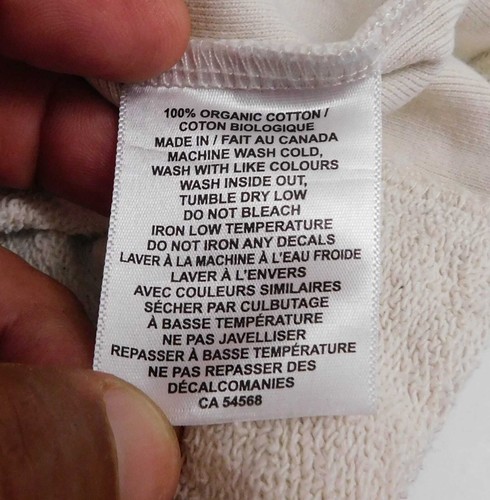 100% ORGANIC COTTON /
COTON BIOLOGIQUE
MADE IN / FAIT AU CANADA
MACHINE WASH COLD,
WASH WITH LIKE COLOURS
WASH INSIDE OUT,
TUMBLE DRY LOW
DO NOT BLEACH
IRON LOW TEMPERATURE
DO NOT IRON ANY DECALS
LAVER À LA MACHINE À L'EAU FROIDE
LAVER À L'ENVERS
AVEC COULEURS SIMILAIRES
SÉCHER PAR CULBUTAGE
À BASSE TEMPÉRATURE
NE PAS JAVELLISER
REPASSER À BASSE TEMPÉRATURE
NE PAS REPASSER DES
DÉCALCOMANIES
CA 54568